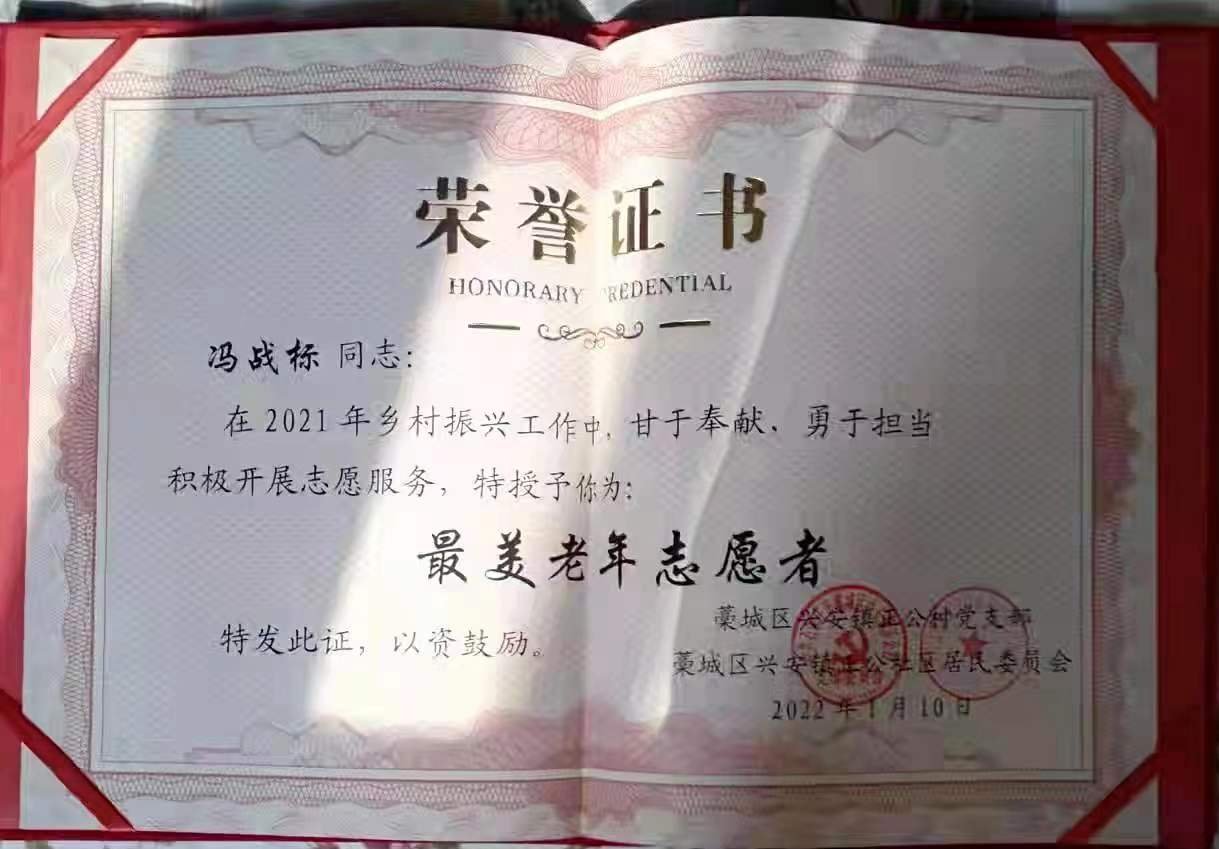 荣誉证书
HONORARY CREDENTIAL
冯战标 同志:
在2021年乡村振兴工作中, 甘于奉献、勇于担当
积极开展志愿服务, 特授予你为:
最美老年志愿者
特发此证, 以资鼓励。
藁城区兴安镇正公村党支部
藁城区兴安镇正公社区居民委员会
2022年1月10日